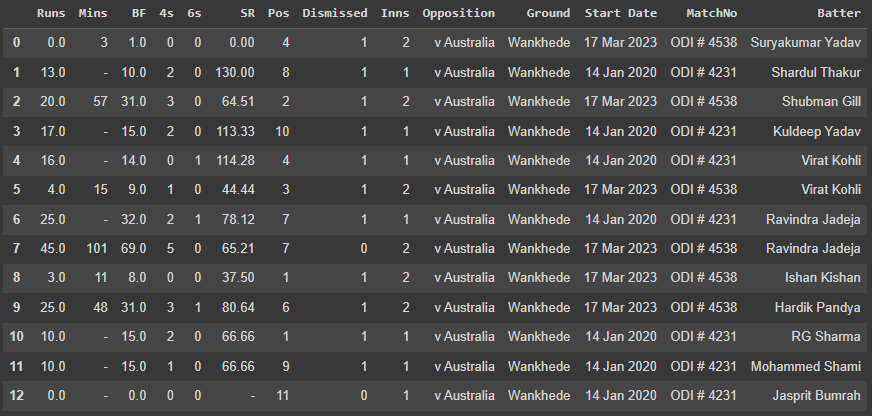 Runs Mins BF 4s 6s SR Pos Dismissed Inns Opposition Ground Start Date MatchNo Batter
0 0.0 3 1.0 0 0 0.00 4 1 2 v Australia Wankhede 17 Mar 2023 ODI # 4538 Suryakumar Yadav
1 13.0 - 10.0 2 0 130.00 8 1 1 v Australia Wankhede 14 Jan 2020 ODI # 4231 Shardul Thakur
2 20.0 57 31.0 3 0 64.51 2 1 2 v Australia Wankhede 17 Mar 2023 ODI # 4538 Shubman Gill
3 17.0 - 15.0 2 0 113.33 10 1 1 v Australia Wankhede 14 Jan 2020 ODI # 4231 Kuldeep Yadav
4 16.0 - 14.0 0 1 114.28 4 1 1 v Australia Wankhede 14 Jan 2020 ODI # 4231 Virat Kohli
5 4.0 15 9.0 1 0 44.44 3 1 2 v Australia Wankhede 17 Mar 2023 ODI # 4538 Virat Kohli
6 25.0 - 32.0 2 1 78.12 7 1 1 v Australia Wankhede 14 Jan 2020 ODI # 4231 Ravindra Jadeja
7 45.0 101 69.0 5 0 65.21 7 0 2 v Australia Wankhede 17 Mar 2023 ODI # 4538 Ravindra Jadeja
8 3.0 11 8.0 0 0 37.50 1 1 2 v Australia Wankhede 17 Mar 2023 ODI # 4538 Ishan Kishan
9 25.0 48 31.0 3 1 80.64 6 1 2 v Australia Wankhede 17 Mar 2023 ODI # 4538 Hardik Pandya
10 10.0 - 15.0 2 0 66.66 1 1 1 v Australia Wankhede 14 Jan 2020 ODI # 4231 RG Sharma
11 10.0 - 15.0 1 0 66.66 9 1 1 v Australia Wankhede 14 Jan 2020 ODI # 4231 Mohammed Shami
12 0.0 - 0.0 0 0 - 11 0 1 v Australia Wankhede 14 Jan 2020 ODI # 4231 Jasprit Bumrah